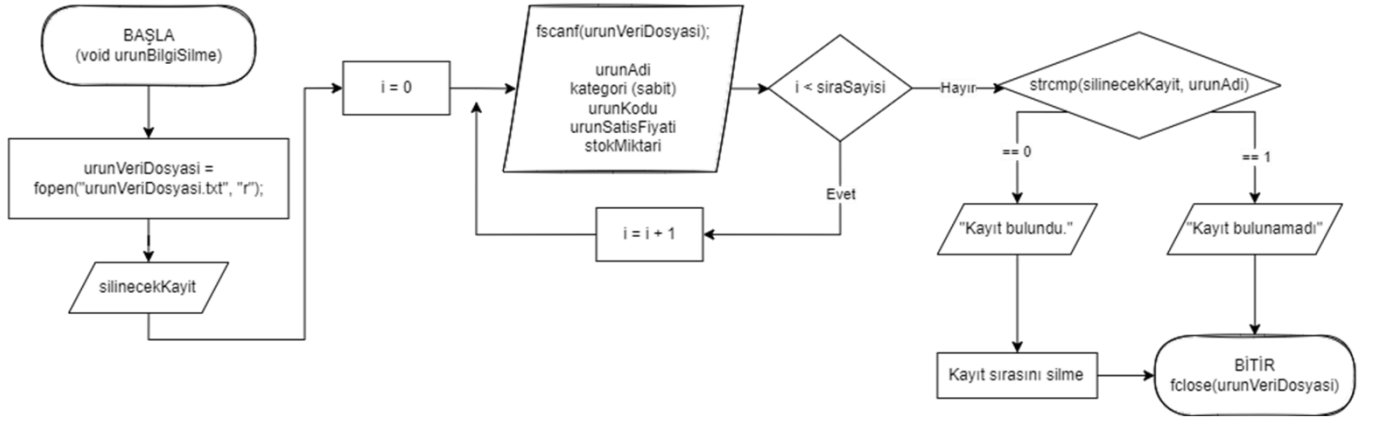 BAŞLA
(void urunBilgiSilme)
urunVeriDosyasi =
fopen("urunVeriDosyasi.txt", "r");
silinecekKayit
i = 0
fscanf(urunVeriDosyasi);
urunAdi
kategori (sabit)
urunKodu
urunSatisFiyati
stokMiktari
i < siraSayisi
Evet
i = i + 1
Hayır
strcmp(silinecekKayit, urunAdi)
== 0
== 1
"Kayıt bulundu."
"Kayıt bulunamadı"
Kayıt sırasını silme
BİTİR
fclose(urunVeriDosyasi)